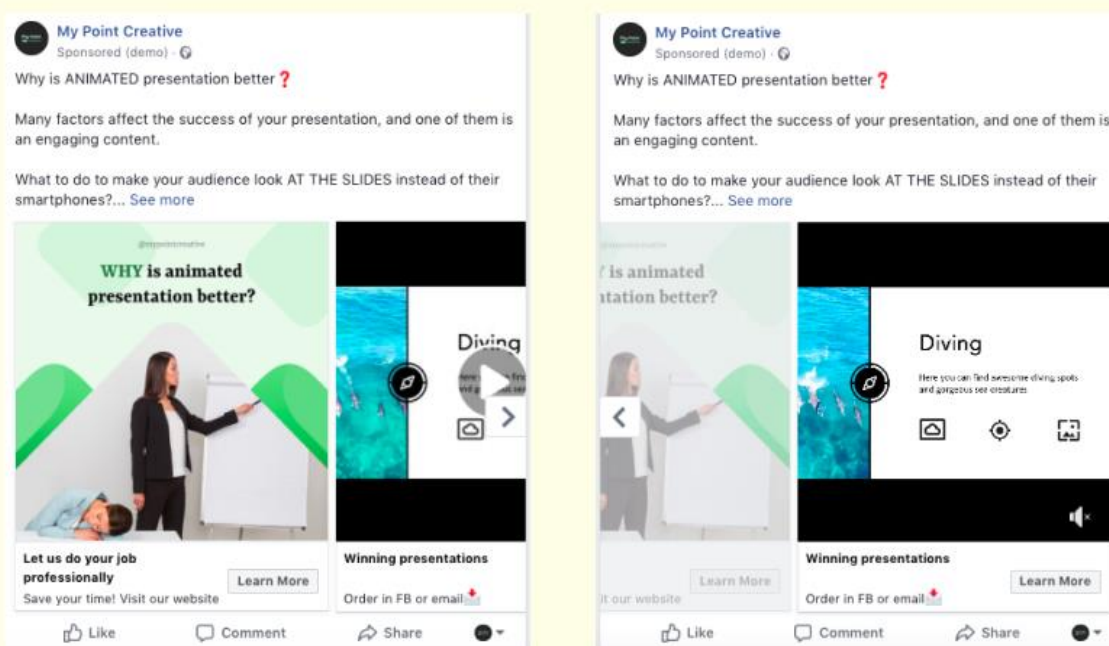 My Point Creative
Sponsored (demo) ·
Why is ANIMATED presentation better ❓
Many factors affect the success of your presentation, and one of them is
an engaging content.
What to do to make your audience look AT THE SLIDES instead of their
smartphones?... See more
@mypointcreative
WHY is animated
presentation better?
Diving
Let us do your job
professionally
Save your time! Visit our website
Learn More
Winning presentations
Order in FB or email📩
Like
Comment
Share
My Point Creative
Sponsored (demo) ·
Why is ANIMATED presentation better ❓
Many factors affect the success of your presentation, and one of them is
an engaging content.
What to do to make your audience look AT THE SLIDES instead of their
smartphones?... See more
is animated
ntation better?
Diving
Here you can find awesome diving spots
and gorgeous sea creatures
it our website
Learn More
Winning presentations
Order in FB or email📩
Learn More
Like
Comment
Share